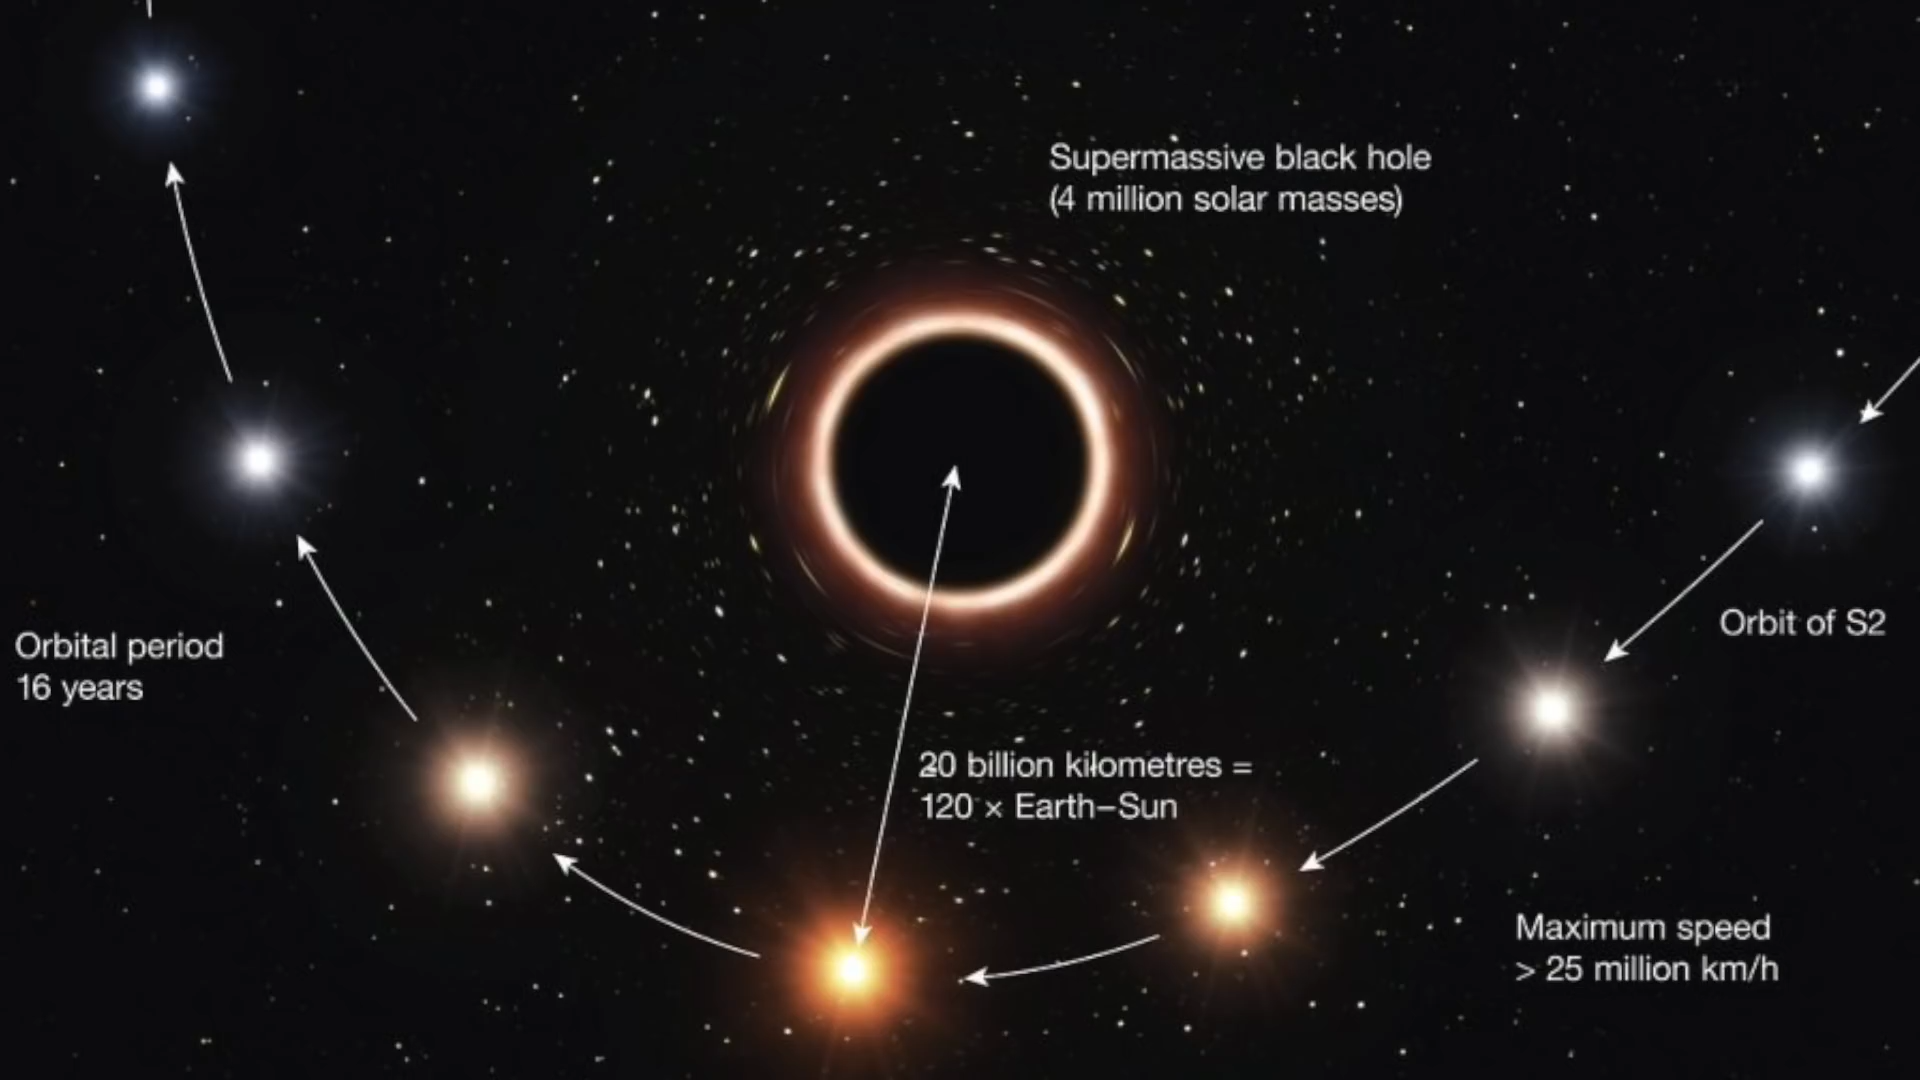 Supermassive black hole
(4 million solar masses)
Orbit of S2
Orbital period
16 years
20 billion kilometres =
120 × Earth–Sun
Maximum speed
> 25 million km/h